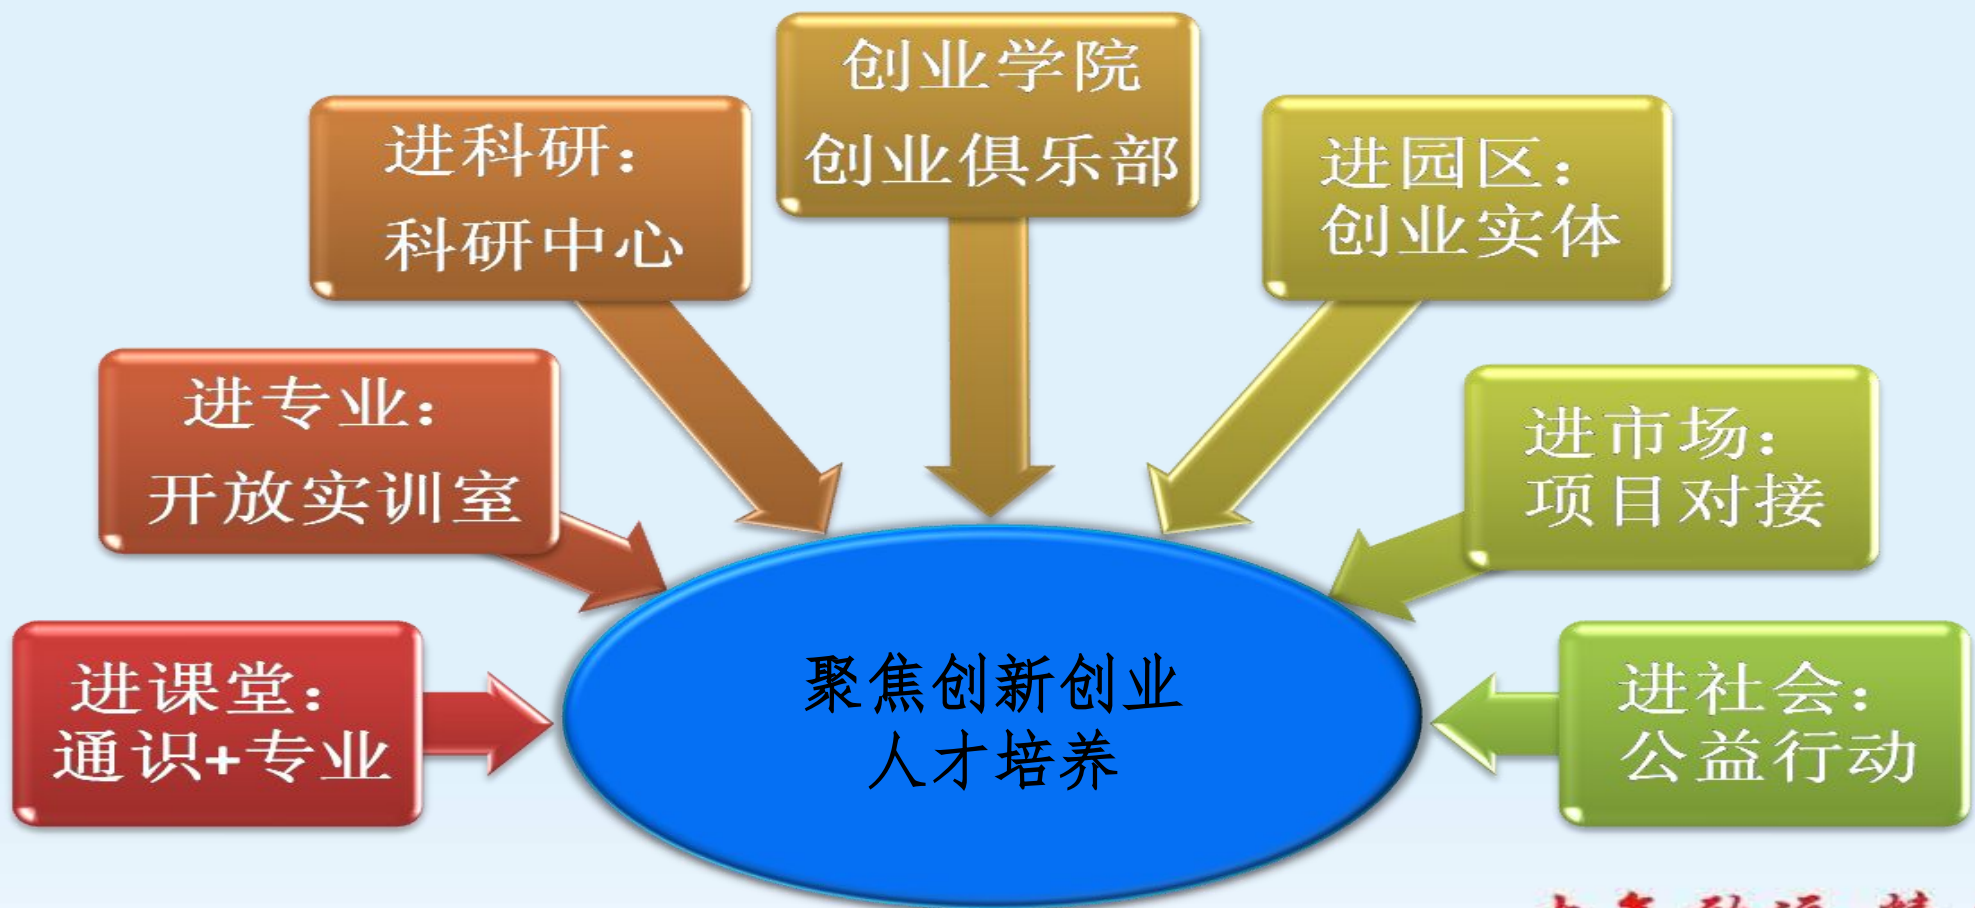 创业学院
创业俱乐部
进科研：
科研中心
进园区：
创业实体
进专业：
开放实训室
进市场：
项目对接
进课堂：
通识+专业
进社会：
公益行动
聚焦创新创业
人才培养